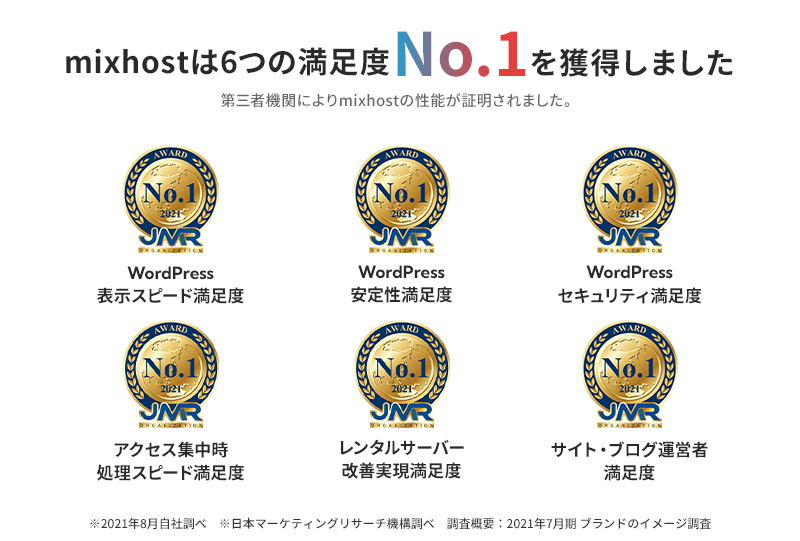 mixhostは6つの満足度No.1を獲得しました
第三者機関によりmixhostの性能が証明されました。
AWARD
No.1
2021
JMR
ORGANIZATION
AWARD
No.1
2021
JMR
ORGANIZATION
AWARD
No.1
2021
JMR
ORGANIZATION
WordPress
表示スピード満足度
WordPress
安定性満足度
WordPress
セキュリティ満足度
AWARD
No.1
2021
JMR
ORGANIZATION
AWARD
No.1
2021
JMR
ORGANIZATION
AWARD
No.1
2021
JMR
ORGANIZATION
アクセス集中時
処理スピード満足度
レンタルサーバー
改善実現満足度
サイト・ブログ運営者
満足度
※2021年8月自社調べ　※日本マーケティングリサーチ機構調べ　調査概要：2021年7月期 ブランドのイメージ調査